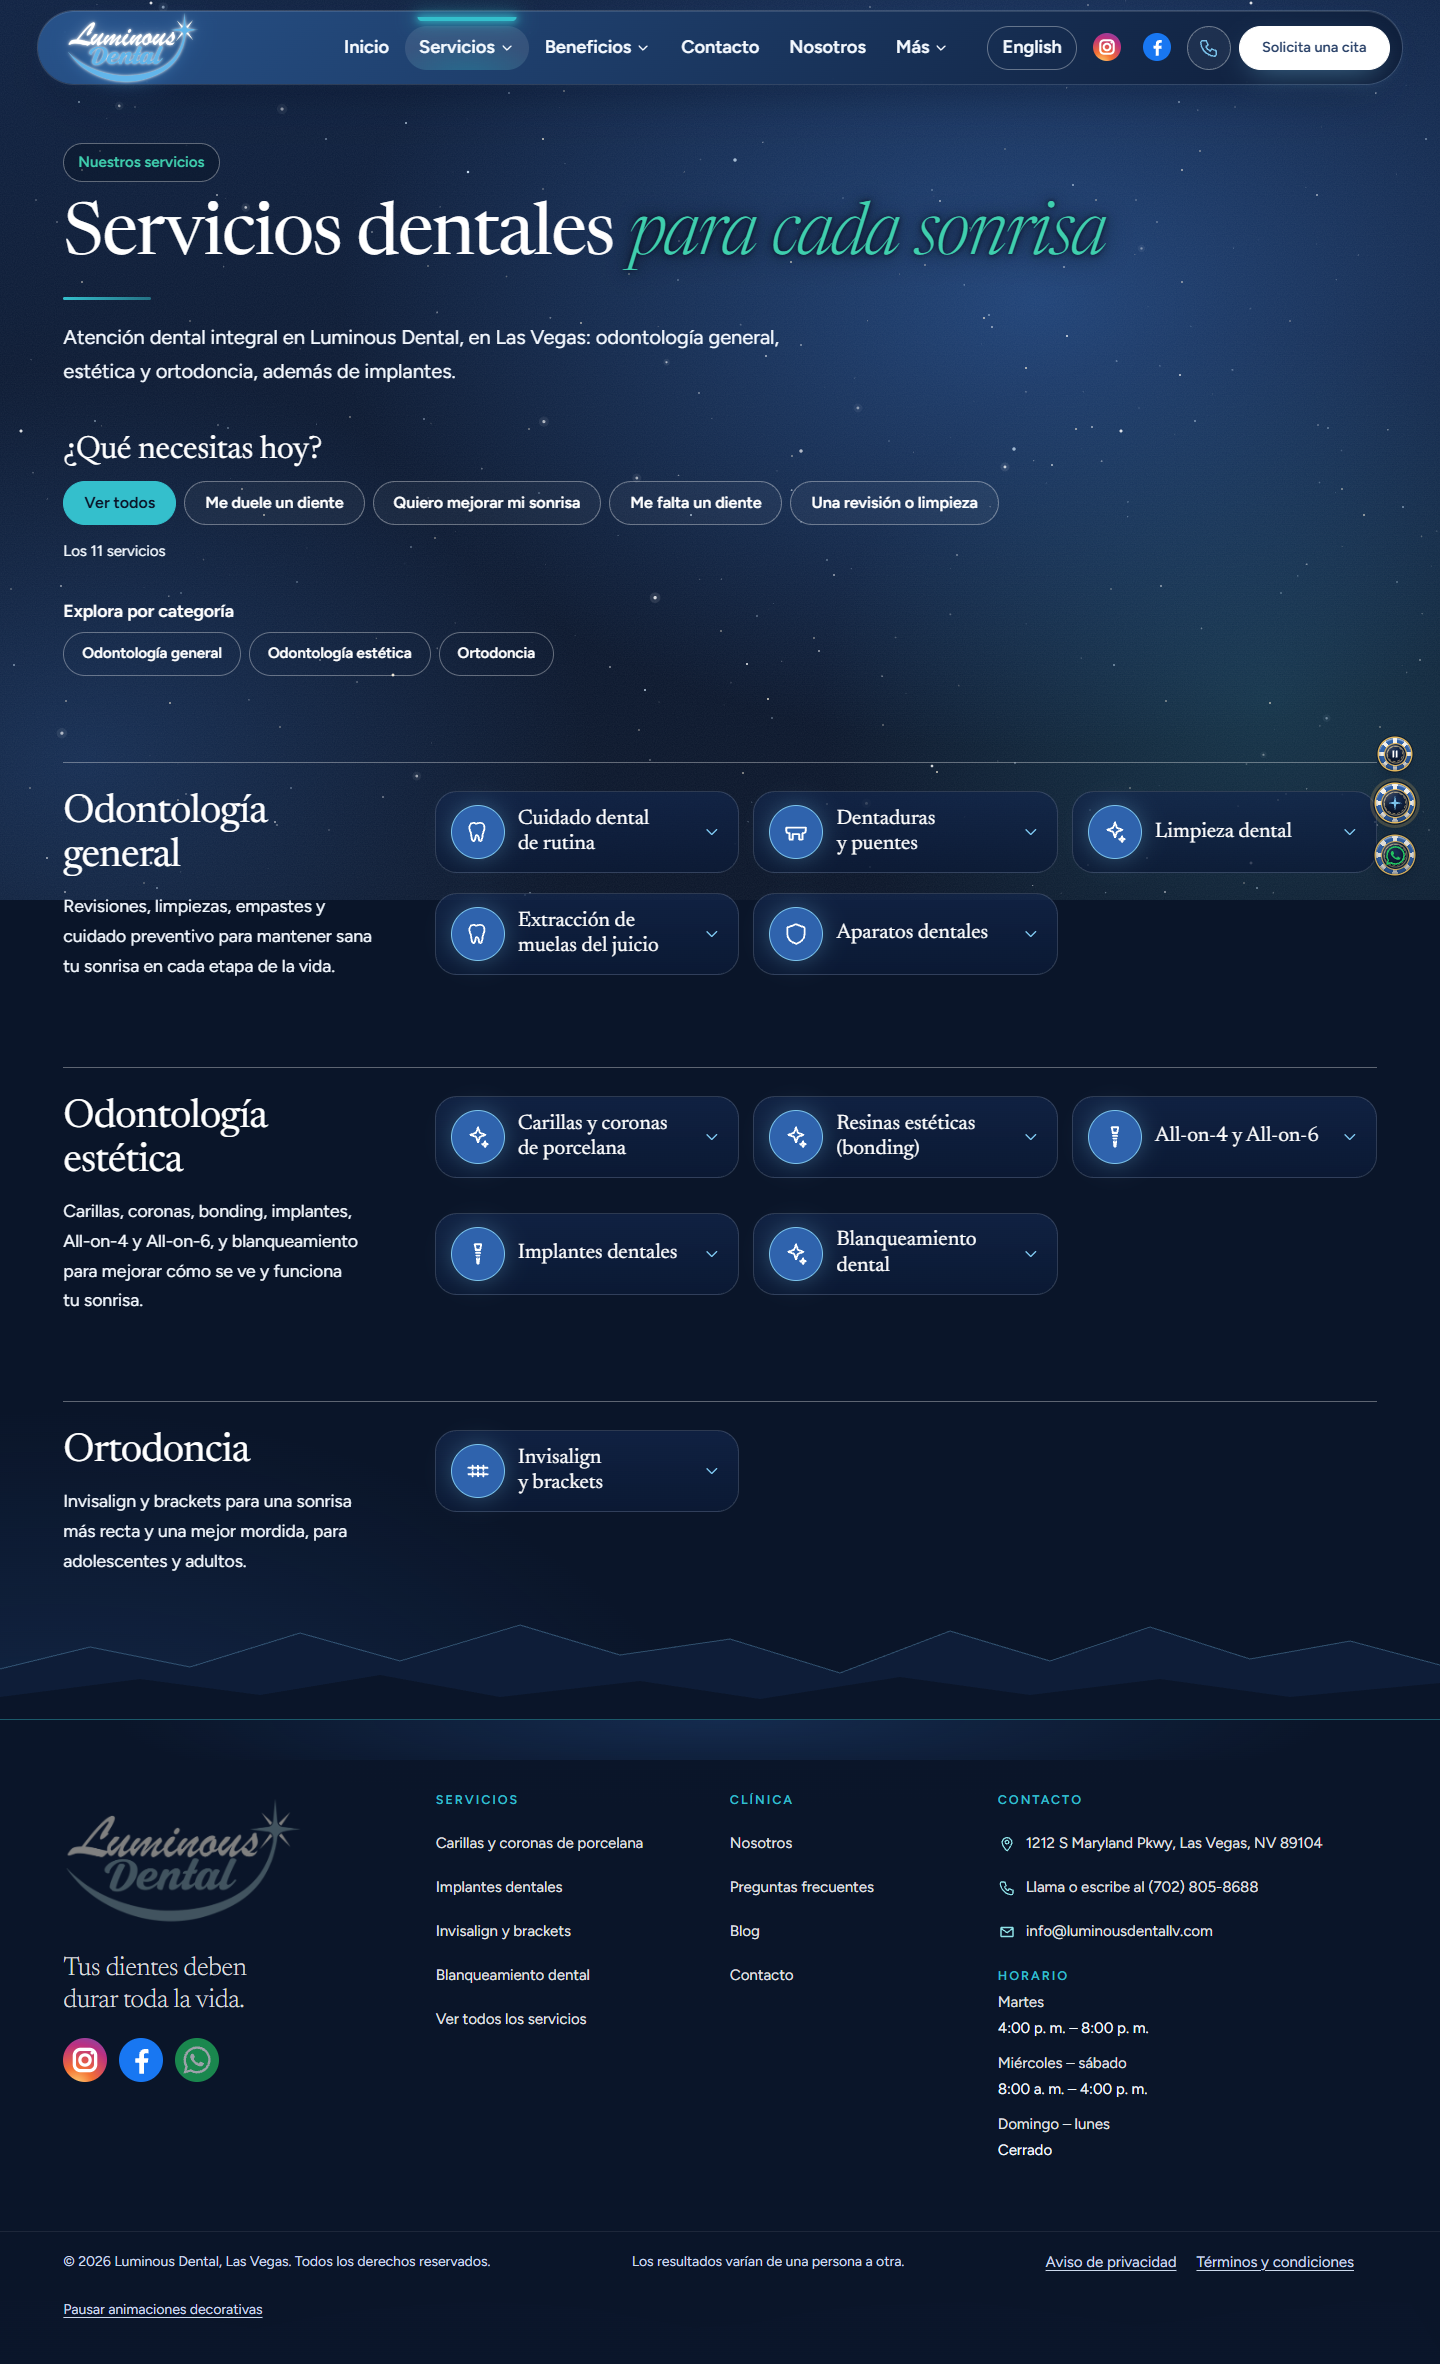 Luminous Dental
Inicio
Servicios
Beneficios
Contacto
Nosotros
Más
English
Solicita una cita
Nuestros servicios
Servicios dentales para cada sonrisa
Atención dental integral en Luminous Dental, en Las Vegas: odontología general,
estética y ortodoncia, además de implantes.
¿Qué necesitas hoy?
Ver todos
Me duele un diente
Quiero mejorar mi sonrisa
Me falta un diente
Una revisión o limpieza
Los 11 servicios
Explora por categoría
Odontología general
Odontología estética
Ortodoncia
Odontología
general
Revisiones, limpiezas, empastes y
cuidado preventivo para mantener sana
tu sonrisa en cada etapa de la vida.
Cuidado dental
de rutina
Dentaduras
y puentes
Limpieza dental
Extracción de
muelas del juicio
Aparatos dentales
Odontología
estética
Carillas, coronas, bonding, implantes,
All-on-4 y All-on-6, y blanqueamiento
para mejorar cómo se ve y funciona
tu sonrisa.
Carillas y coronas
de porcelana
Resinas estéticas
(bonding)
All-on-4 y All-on-6
Implantes dentales
Blanqueamiento
dental
Ortodoncia
Invisalign y brackets para una sonrisa
más recta y una mejor mordida, para
adolescentes y adultos.
Invisalign
y brackets
Luminous
Dental
Tus dientes deben
durar toda la vida.
SERVICIOS
Carillas y coronas de porcelana
Implantes dentales
Invisalign y brackets
Blanqueamiento dental
Ver todos los servicios
CLÍNICA
Nosotros
Preguntas frecuentes
Blog
Contacto
CONTACTO
1212 S Maryland Pkwy, Las Vegas, NV 89104
Llama o escribe al (702) 805-8688
info@luminousdentallv.com
HORARIO
Martes
4:00 p. m. – 8:00 p. m.
Miércoles – sábado
8:00 a. m. – 4:00 p. m.
Domingo – lunes
Cerrado
© 2026 Luminous Dental, Las Vegas. Todos los derechos reservados.
Los resultados varían de una persona a otra.
Aviso de privacidad
Términos y condiciones
Pausar animaciones decorativas